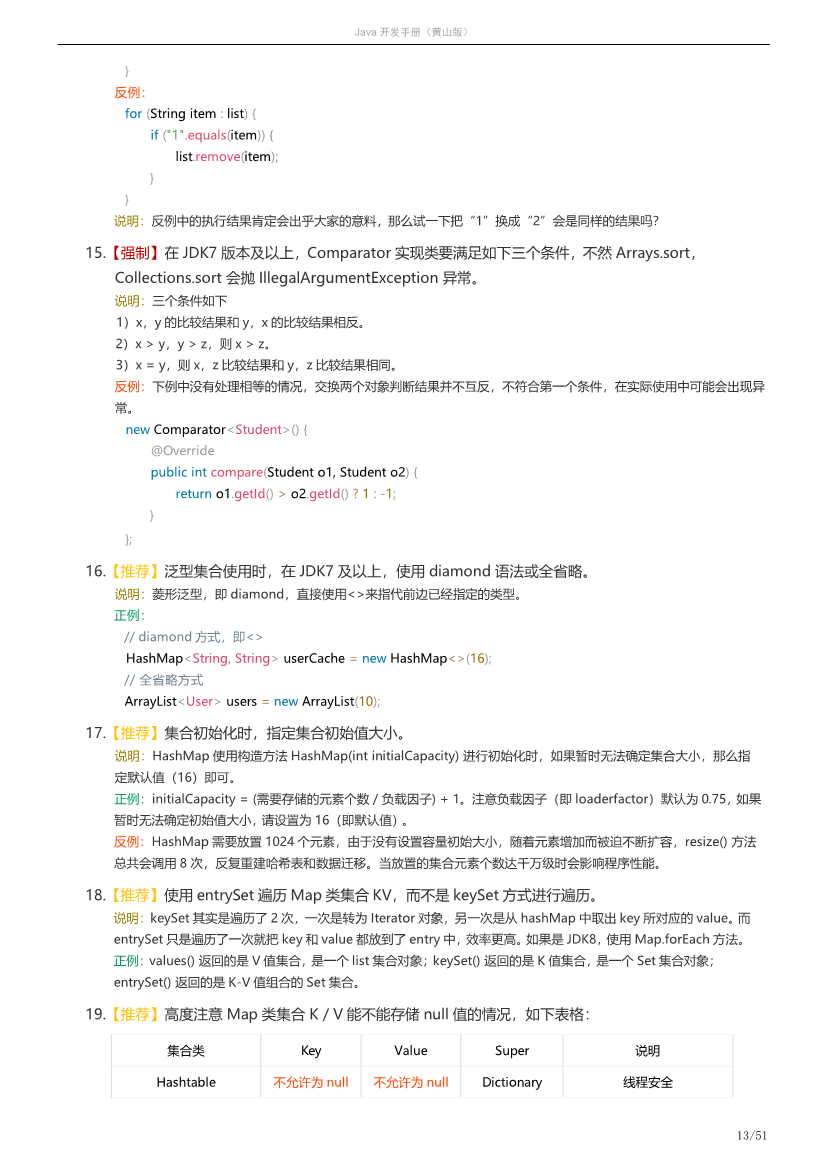 Java 开发手册（黄山版）
}
反例：
for (String item : list) {
if ("1".equals(item)) {
list.remove(item);
}
}
说明：反例中的执行结果肯定会出乎大家的意料，那么试一下把“1”换成“2”会是同样的结果吗？
15.【强制】在 JDK7 版本及以上，Comparator 实现类要满足如下三个条件，不然 Arrays.sort，
Collections.sort 会抛 IllegalArgumentException 异常。
说明：三个条件如下
1）x，y 的比较结果和 y，x 的比较结果相反。
2）x > y，y > z，则 x > z。
3）x = y，则 x，z 比较结果和 y，z 比较结果相同。
反例：下例中没有处理相等的情况，交换两个对象判断结果并不互反，不符合第一个条件，在实际使用中可能会出现异
常。
new Comparator<Student>() {
@Override
public int compare(Student o1, Student o2) {
return o1.getId() > o2.getId() ? 1 : -1;
}
};
16.【推荐】泛型集合使用时，在 JDK7 及以上，使用 diamond 语法或全省略。
说明：菱形泛型，即 diamond，直接使用<>来指代前边已经指定的类型。
正例：
// diamond 方式，即<>
HashMap<String, String> userCache = new HashMap<>(16);
// 全省略方式
ArrayList<User> users = new ArrayList(10);
17.【推荐】集合初始化时，指定集合初始值大小。
说明：HashMap 使用构造方法 HashMap(int initialCapacity) 进行初始化时，如果暂时无法确定集合大小，那么指
定默认值（16）即可。
正例：initialCapacity = (需要存储的元素个数 / 负载因子) + 1。注意负载因子（即 loaderfactor）默认为 0.75，如果
暂时无法确定初始值大小，请设置为 16（即默认值）。
反例：HashMap 需要放置 1024 个元素，由于没有设置容量初始大小，随着元素增加而被迫不断扩容，resize() 方法
总共会调用 8 次，反复重建哈希表和数据迁移。当放置的集合元素个数达千万级时会影响程序性能。
18.【推荐】使用 entrySet 遍历 Map 类集合 KV，而不是 keySet 方式进行遍历。
说明：keySet 其实是遍历了 2 次，一次是转为 Iterator 对象，另一次是从 hashMap 中取出 key 所对应的 value。而
entrySet 只是遍历了一次就把 key 和 value 都放到了 entry 中，效率更高。如果是 JDK8，使用 Map.forEach 方法。
正例：values() 返回的是 V 值集合，是一个 list 集合对象；keySet() 返回的是 K 值集合，是一个 Set 集合对象；
entrySet() 返回的是 K-V 值组合的 Set 集合。
19.【推荐】高度注意 Map 类集合 K / V 能不能存储 null 值的情况，如下表格：
集合类 Key Value Super 说明
Hashtable 不允许为 null 不允许为 null Dictionary 线程安全
13/51